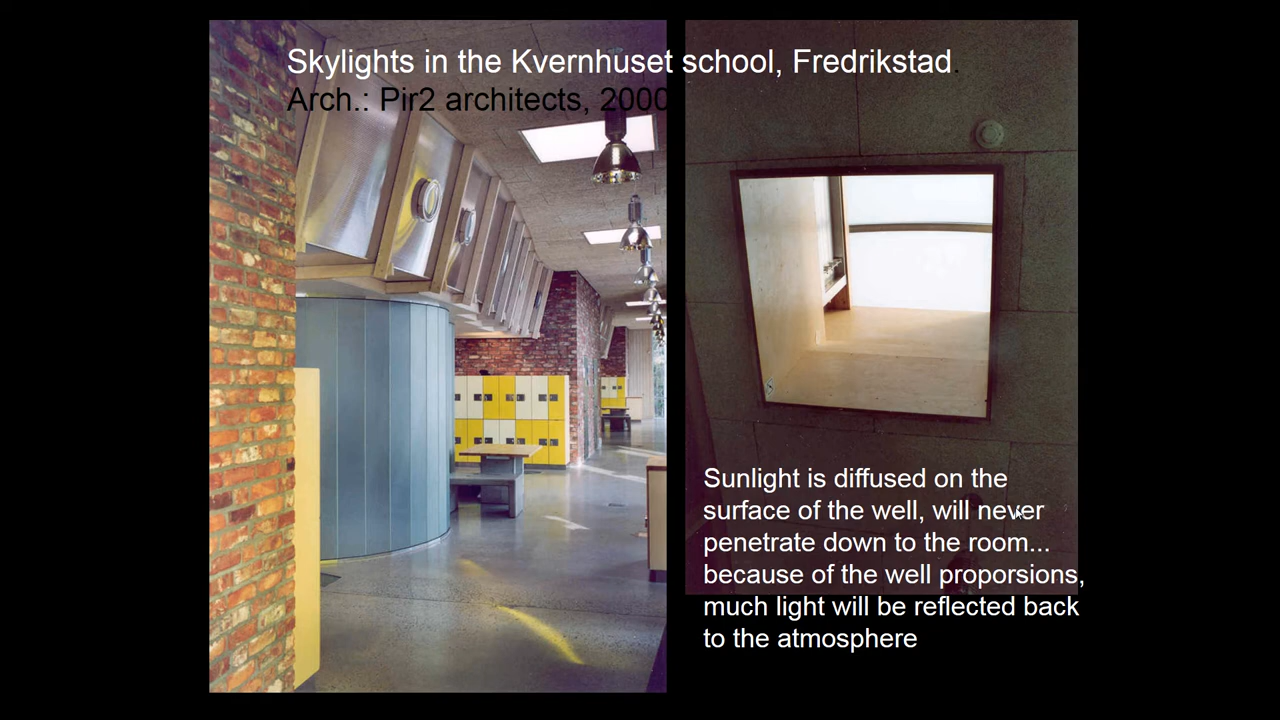 Skylights in the Kvernhuset school, Fredrikstad.
Arch.: Pir2 architects, 2000
Sunlight is diffused on the
surface of the well, will never
penetrate down to the room...
because of the well proporsions,
much light will be reflected back
to the atmosphere